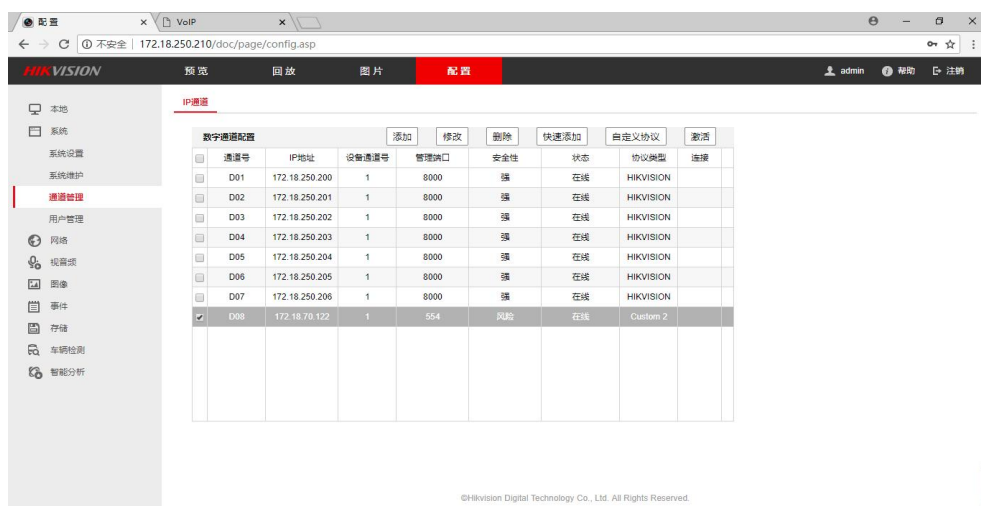 配置 VoIP
不安全 172.18.250.210/doc/page/config.asp
HIKVISION 预览 回放 图片 配置 admin 帮助 注销
本地
系统
系统设置
系统维护
通道管理
用户管理
网络
视音频
图像
事件
存储
车辆检测
智能分析
IP通道
数字通道配置 添加 修改 删除 快速添加 自定义协议 激活
通道号 IP地址 设备通道号 管理端口 安全性 状态 协议类型 连接
D01 172.18.250.200 1 8000 强 在线 HIKVISION
D02 172.18.250.201 1 8000 强 在线 HIKVISION
D03 172.18.250.202 1 8000 强 在线 HIKVISION
D04 172.18.250.203 1 8000 强 在线 HIKVISION
D05 172.18.250.204 1 8000 强 在线 HIKVISION
D06 172.18.250.205 1 8000 强 在线 HIKVISION
D07 172.18.250.206 1 8000 强 在线 HIKVISION
D08 172.18.70.122 1 554 风险 在线 Custom 2
©Hikvision Digital Technology Co., Ltd. All Rights Reserved.